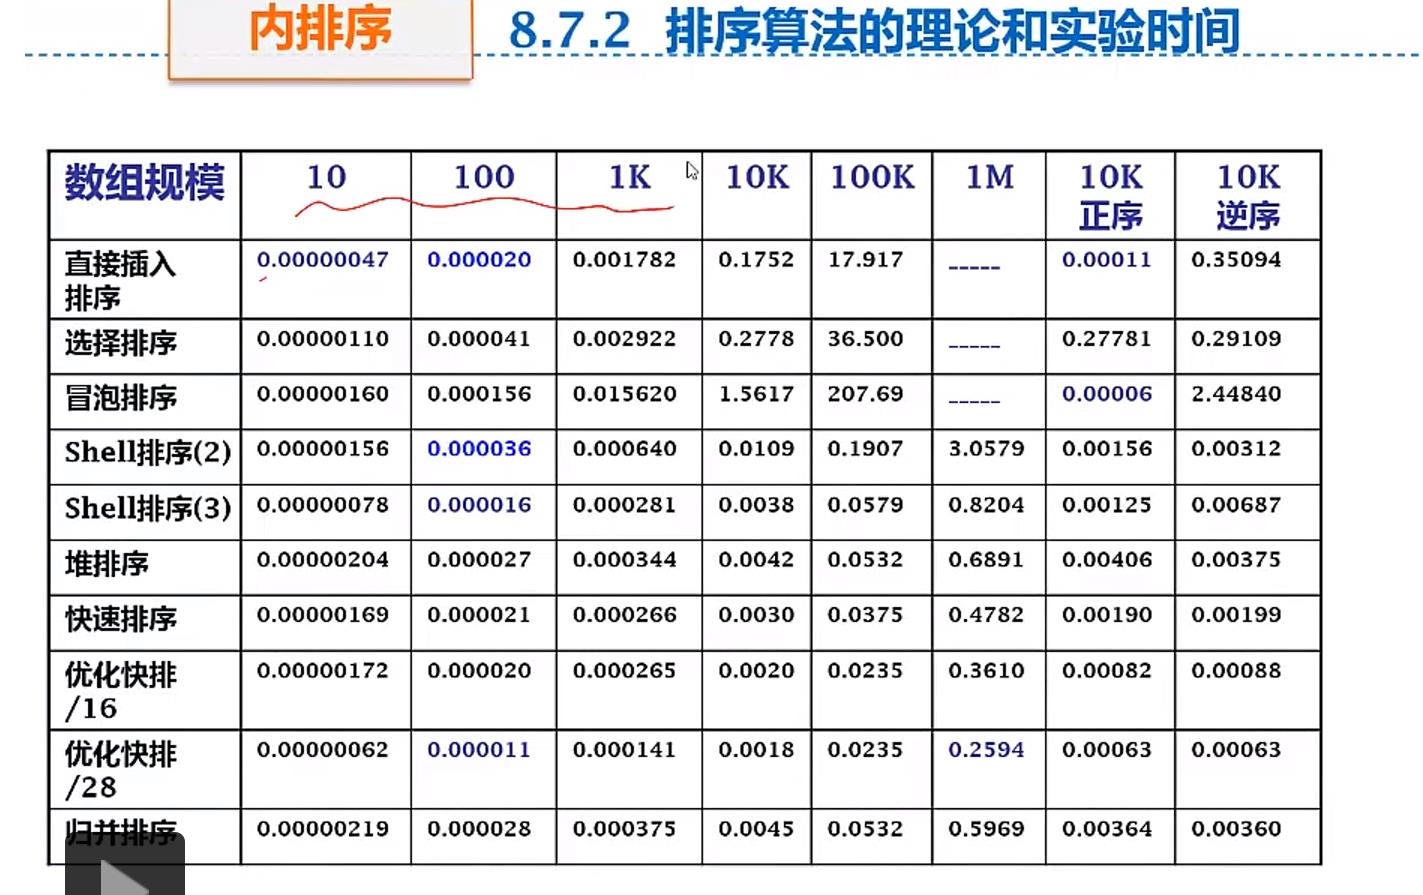 内排序
8.7.2 排序算法的理论和实验时间
数组规模 10 100 1K 10K 100K 1M 10K 10K
正序 逆序
直接插入 0.00000047 0.000020 0.001782 0.1752 17.917 ----- 0.00011 0.35094
排序
选择排序 0.00000110 0.000041 0.002922 0.2778 36.500 ----- 0.27781 0.29109
冒泡排序 0.00000160 0.000156 0.015620 1.5617 207.69 ----- 0.00006 2.44840
Shell排序(2) 0.00000156 0.000036 0.000640 0.0109 0.1907 3.0579 0.00156 0.00312
Shell排序(3) 0.00000078 0.000016 0.000281 0.0038 0.0579 0.8204 0.00125 0.00687
堆排序 0.00000204 0.000027 0.000344 0.0042 0.0532 0.6891 0.00406 0.00375
快速排序 0.00000169 0.000021 0.000266 0.0030 0.0375 0.4782 0.00190 0.00199
优化快排 0.00000172 0.000020 0.000265 0.0020 0.0235 0.3610 0.00082 0.00088
/16
优化快排 0.00000062 0.000011 0.000141 0.0018 0.0235 0.2594 0.00063 0.00063
/28
归并排序 0.00000219 0.000028 0.000375 0.0045 0.0532 0.5969 0.00364 0.00360